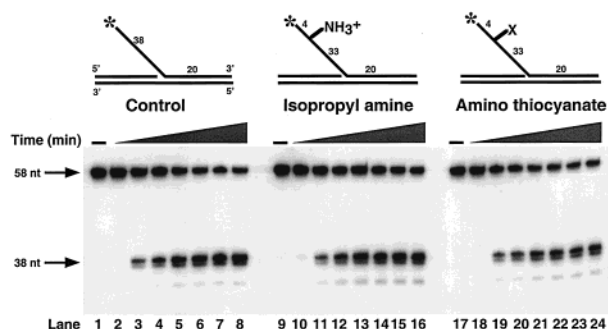 * * 4 NH3+ * 4 X
38 33 33
5' 20 3' 20 20
3' 5'
Control Isopropyl amine Amino thiocyanate
Time (min)
58 nt
38 nt
Lane 1 2 3 4 5 6 7 8 9 10 11 12 13 14 15 16 17 18 19 20 21 22 23 24